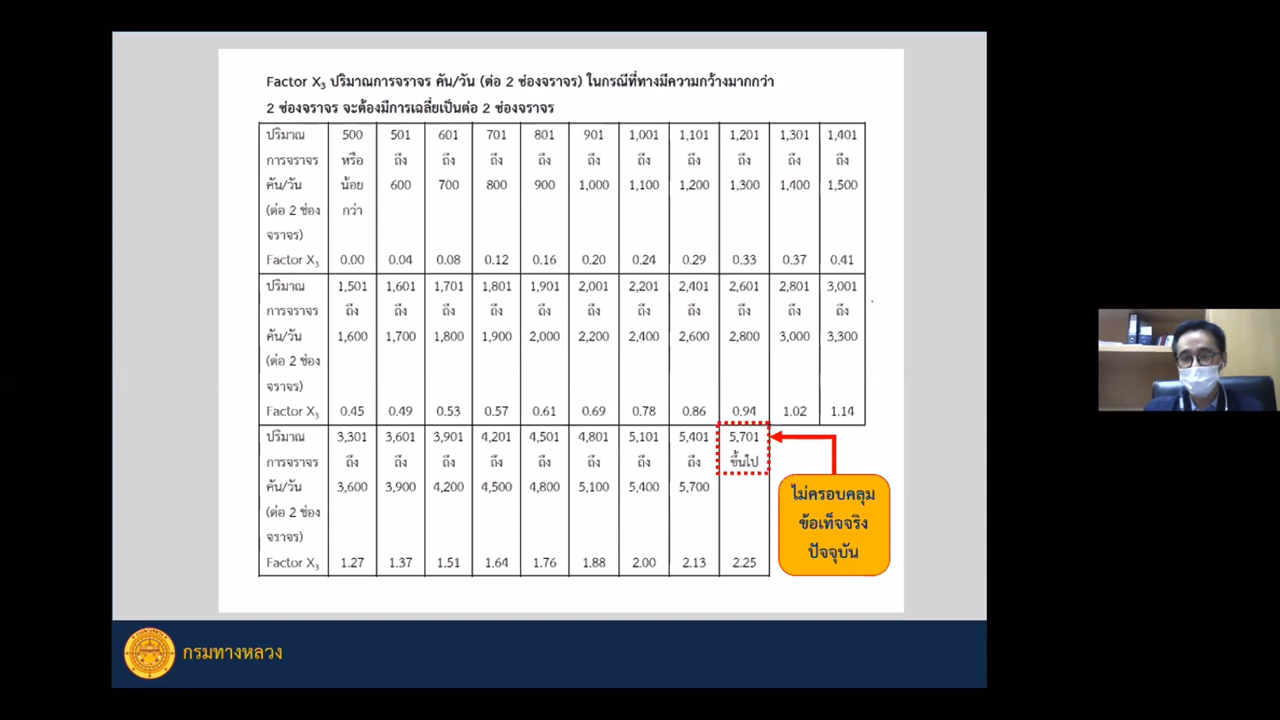 Factor X₃ ปริมาณการจราจร คัน/วัน (ต่อ 2 ช่องจราจร) ในกรณีที่ทางมีความกว้างมากกว่า
2 ช่องจราจร จะต้องมีการเฉลี่ยเป็นต่อ 2 ช่องจราจร
ปริมาณ 500 501 601 701 801 901 1,001 1,101 1,201 1,301 1,401
การจราจร หรือ ถึง ถึง ถึง ถึง ถึง ถึง ถึง ถึง ถึง ถึง
คัน/วัน น้อย 600 700 800 900 1,000 1,100 1,200 1,300 1,400 1,500
(ต่อ 2 ช่อง กว่า
จราจร)
Factor X₃ 0.00 0.04 0.08 0.12 0.16 0.20 0.24 0.29 0.33 0.37 0.41
ปริมาณ 1,501 1,601 1,701 1,801 1,901 2,001 2,201 2,401 2,601 2,801 3,001
การจราจร ถึง ถึง ถึง ถึง ถึง ถึง ถึง ถึง ถึง ถึง ถึง
คัน/วัน 1,600 1,700 1,800 1,900 2,000 2,200 2,400 2,600 2,800 3,000 3,300
(ต่อ 2 ช่อง
จราจร)
Factor X₃ 0.45 0.49 0.53 0.57 0.61 0.69 0.78 0.86 0.94 1.02 1.14
ปริมาณ 3,301 3,601 3,901 4,201 4,501 4,801 5,101 5,401 5,701
การจราจร ถึง ถึง ถึง ถึง ถึง ถึง ถึง ถึง ขึ้นไป
คัน/วัน 3,600 3,900 4,200 4,500 4,800 5,100 5,400 5,700
(ต่อ 2 ช่อง
จราจร)
Factor X₃ 1.27 1.37 1.51 1.64 1.76 1.88 2.00 2.13 2.25
ไม่ครอบคลุม
ข้อเท็จจริง
ปัจจุบัน
กรมทางหลวง